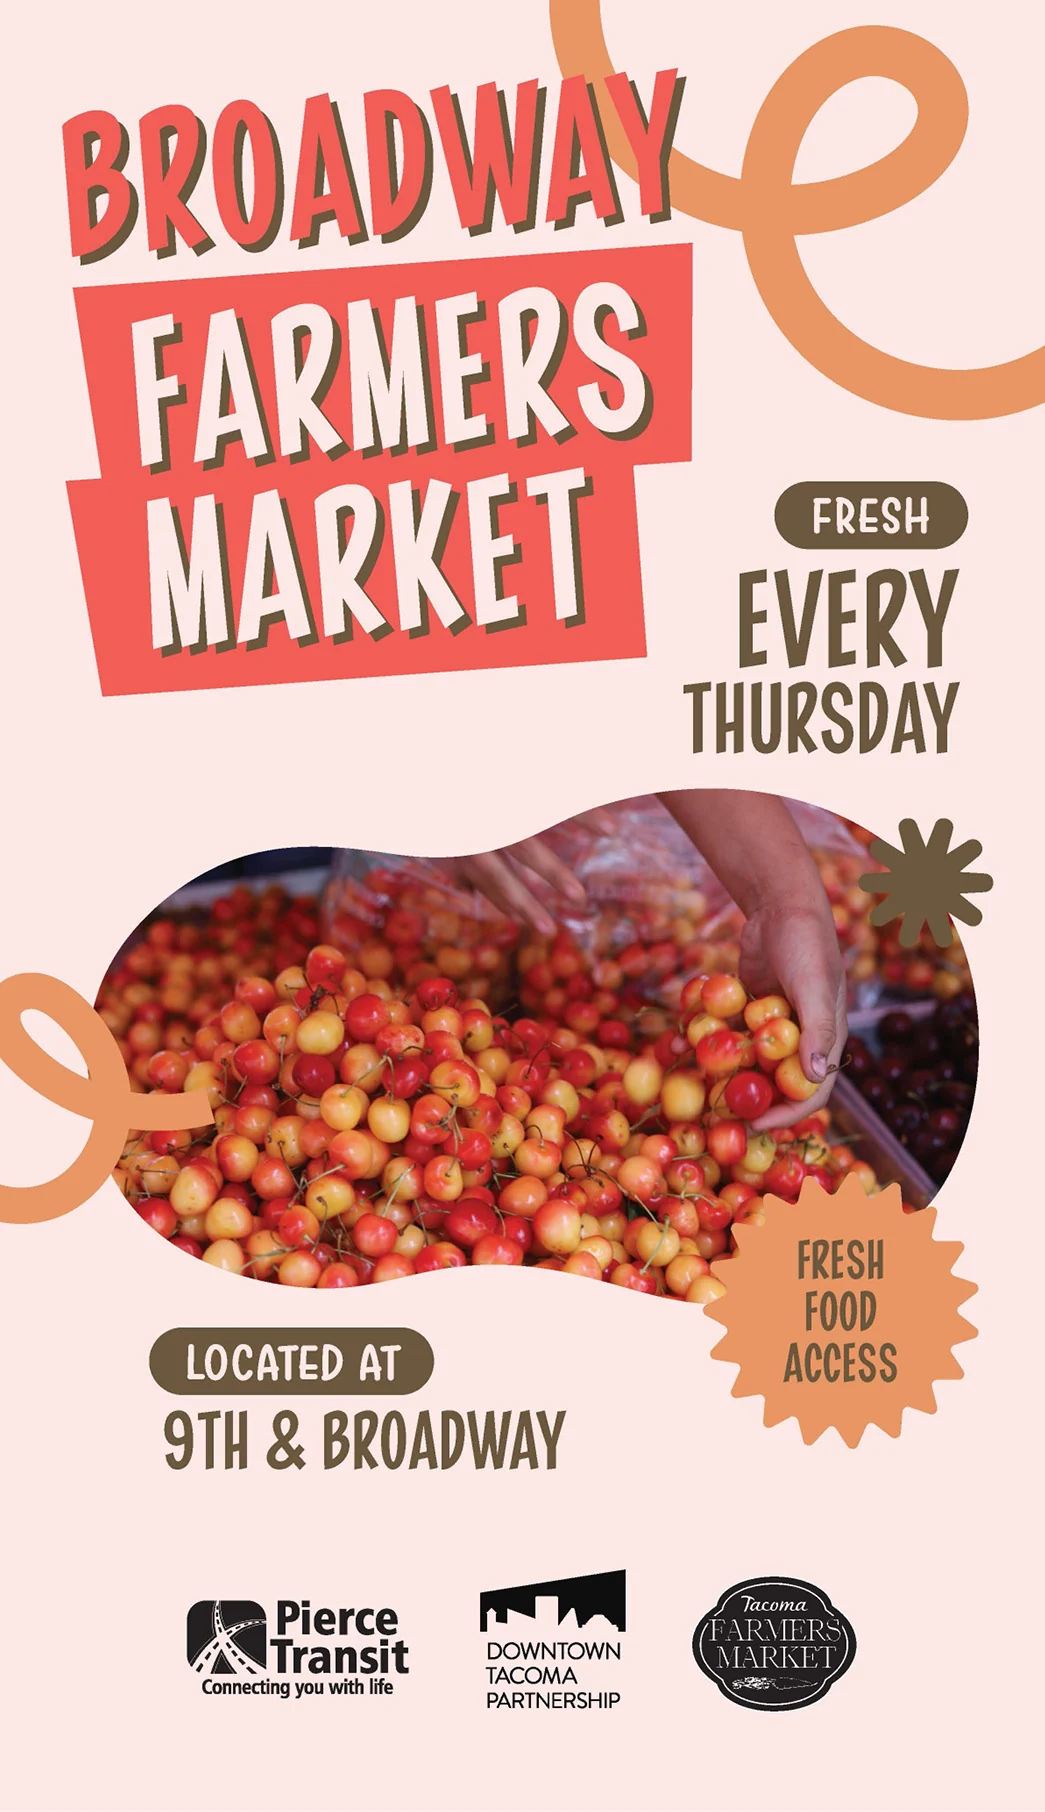 BROADWAY
FARMERS
MARKET
FRESH
EVERY
THURSDAY
FRESH
FOOD
ACCESS
LOCATED AT
9TH & BROADWAY
Pierce
Transit
Connecting you with life
DOWNTOWN
TACOMA
PARTNERSHIP
Tacoma
FARMERS
MARKET